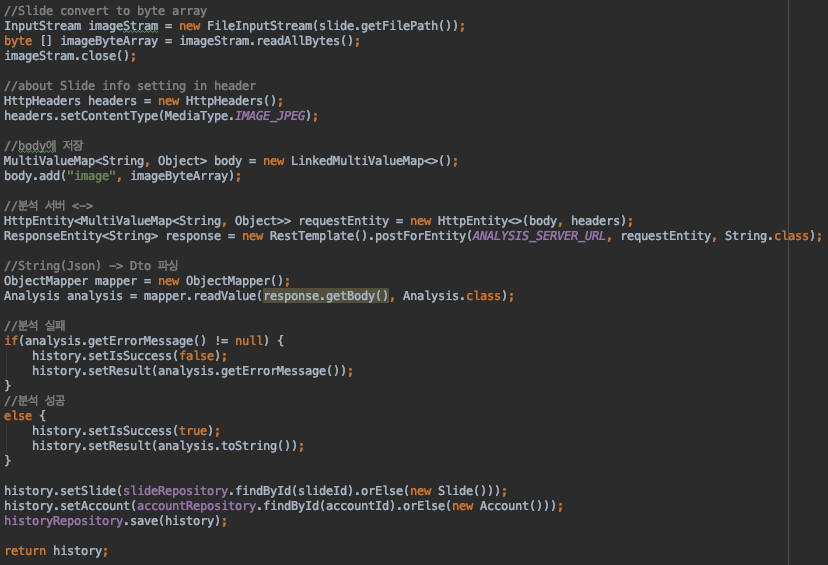 //Slide convert to byte array
InputStream imageStram = new FileInputStream(slide.getFilePath());
byte [] imageByteArray = imageStram.readAllBytes();
imageStram.close();
//about Slide info setting in header
HttpHeaders headers = new HttpHeaders();
headers.setContentType(MediaType.IMAGE_JPEG);
//body에 저장
MultiValueMap<String, Object> body = new LinkedMultiValueMap<>();
body.add("image", imageByteArray);
//분석 서버 <->
HttpEntity<MultiValueMap<String, Object>> requestEntity = new HttpEntity<>(body, headers);
ResponseEntity<String> response = new RestTemplate().postForEntity(ANALYSIS_SERVER_URL, requestEntity, String.class);
//String(Json) -> Dto 파싱
ObjectMapper mapper = new ObjectMapper();
Analysis analysis = mapper.readValue(response.getBody(), Analysis.class);
//분석 실패
if(analysis.getErrorMessage() != null) {
    history.setIsSuccess(false);
    history.setResult(analysis.getErrorMessage());
}
//분석 성공
else {
    history.setIsSuccess(true);
    history.setResult(analysis.toString());
}
history.setSlide(slideRepository.findById(slideId).orElse(new Slide()));
history.setAccount(accountRepository.findById(accountId).orElse(new Account()));
historyRepository.save(history);
return history;